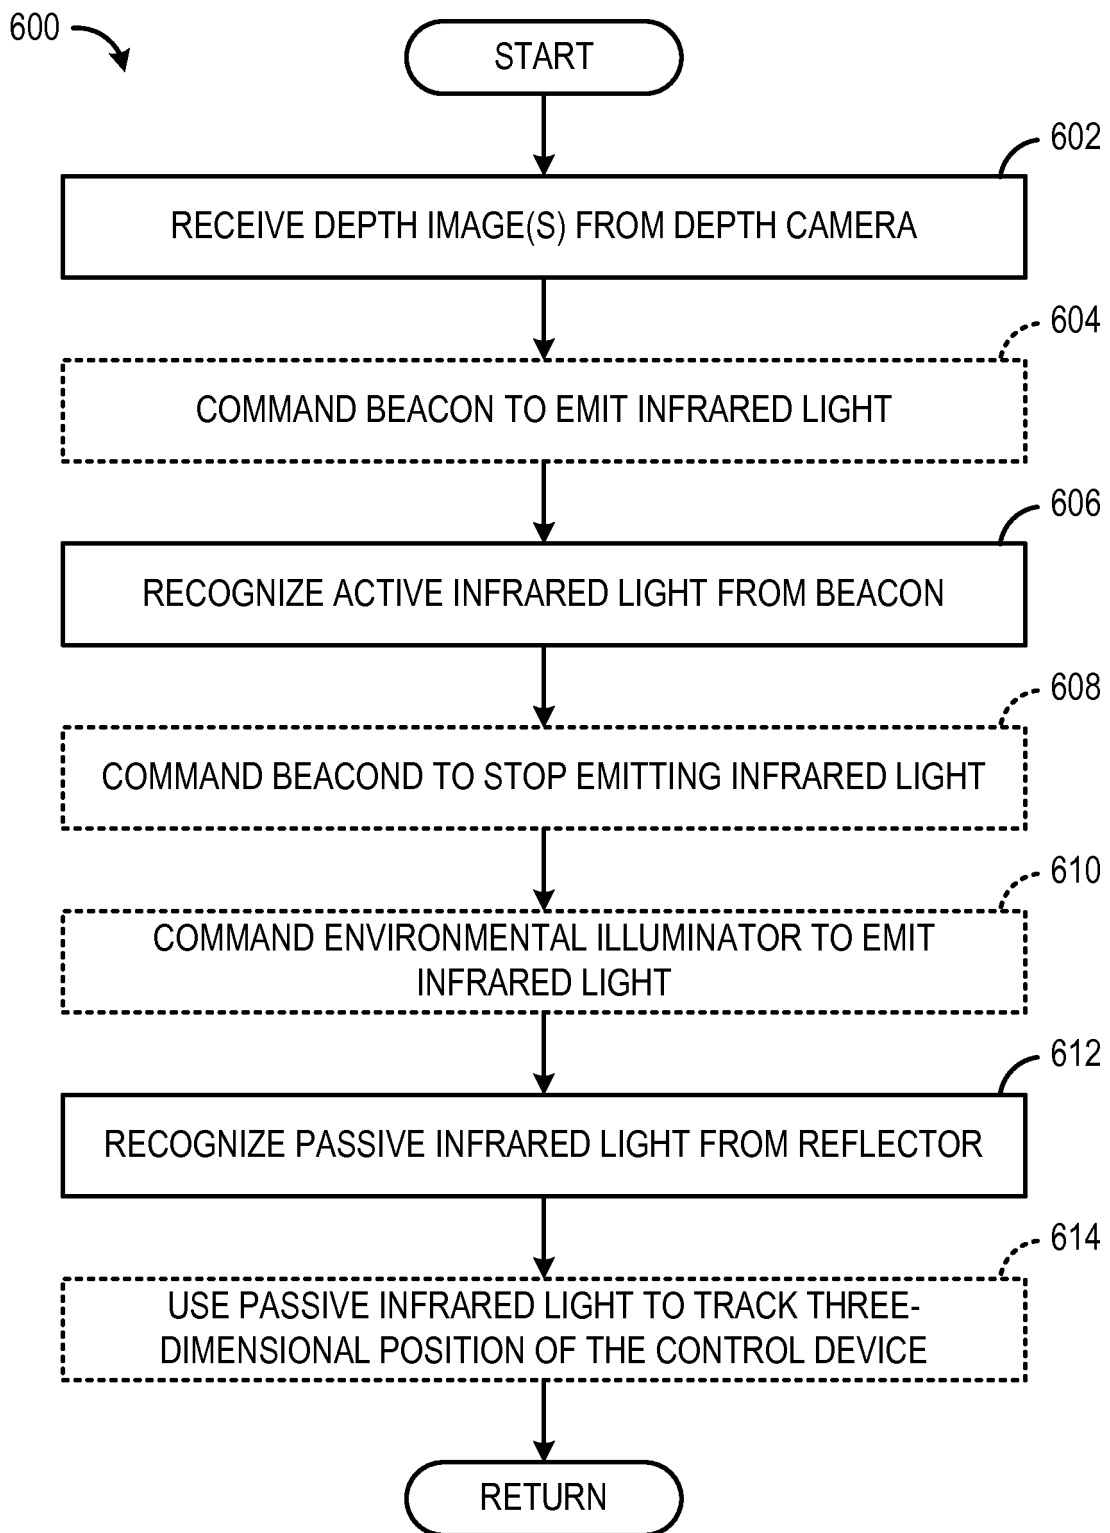 600
START
602
RECEIVE DEPTH IMAGE(S) FROM DEPTH CAMERA
604
COMMAND BEACON TO EMIT INFRARED LIGHT
606
RECOGNIZE ACTIVE INFRARED LIGHT FROM BEACON
608
COMMAND BEACOND TO STOP EMITTING INFRARED LIGHT
610
COMMAND ENVIRONMENTAL ILLUMINATOR TO EMIT
INFRARED LIGHT
612
RECOGNIZE PASSIVE INFRARED LIGHT FROM REFLECTOR
614
USE PASSIVE INFRARED LIGHT TO TRACK THREE-
DIMENSIONAL POSITION OF THE CONTROL DEVICE
RETURN